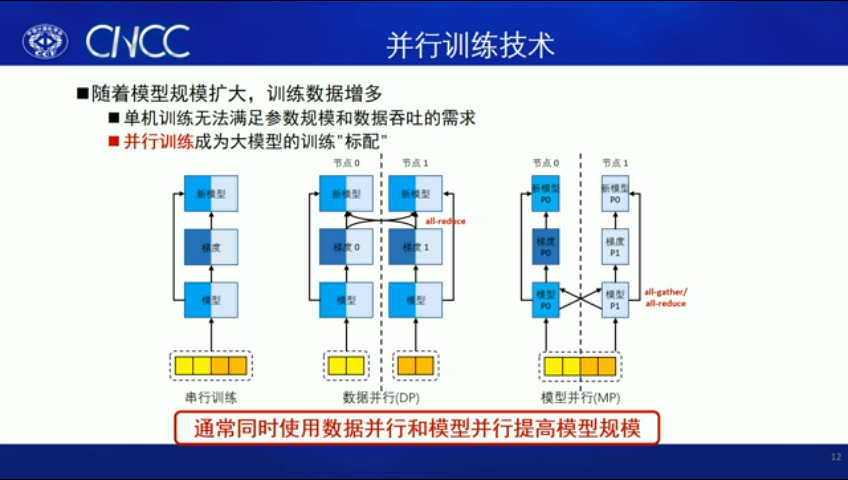 CNCC
并行训练技术
■随着模型规模扩大，训练数据增多
■单机训练无法满足参数规模和数据吞吐的需求
■并行训练成为大模型的训练"标配"
节点 0
节点 1
节点 0
节点 1
新模型
新模型
新模型
新模型 P0
新模型 P0
all-reduce
梯度
梯度 0
梯度 1
梯度 P0
梯度 P1
模型
模型
模型
模型 P0
模型 P1
all-gather/
all-reduce
串行训练
数据并行(DP)
模型并行(MP)
通常同时使用数据并行和模型并行提高模型规模
12